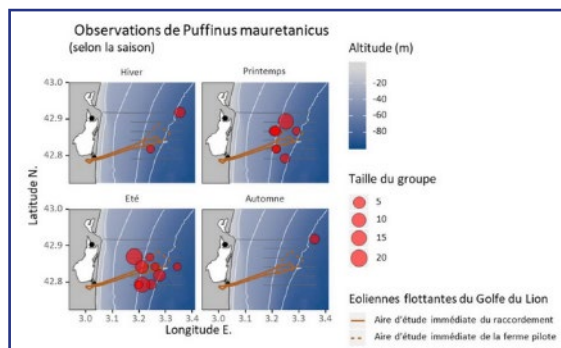 Observations de Puffinus mauretanicus
(selon la saison)
Hiver
Printemps
43.0
42.9
42.8
Eté
Automne
43.0
42.9
42.8
3.0 3.1 3.2 3.3 3.4
3.0 3.1 3.2 3.3 3.4
Latitude N.
Longitude E.
Altitude (m)
-20
-40
-60
-80
Taille du groupe
5
10
15
20
Eoliennes flottantes du Golfe du Lion
Aire d'étude immédiate du raccordement
Aire d'étude immédiate de la ferme pilote